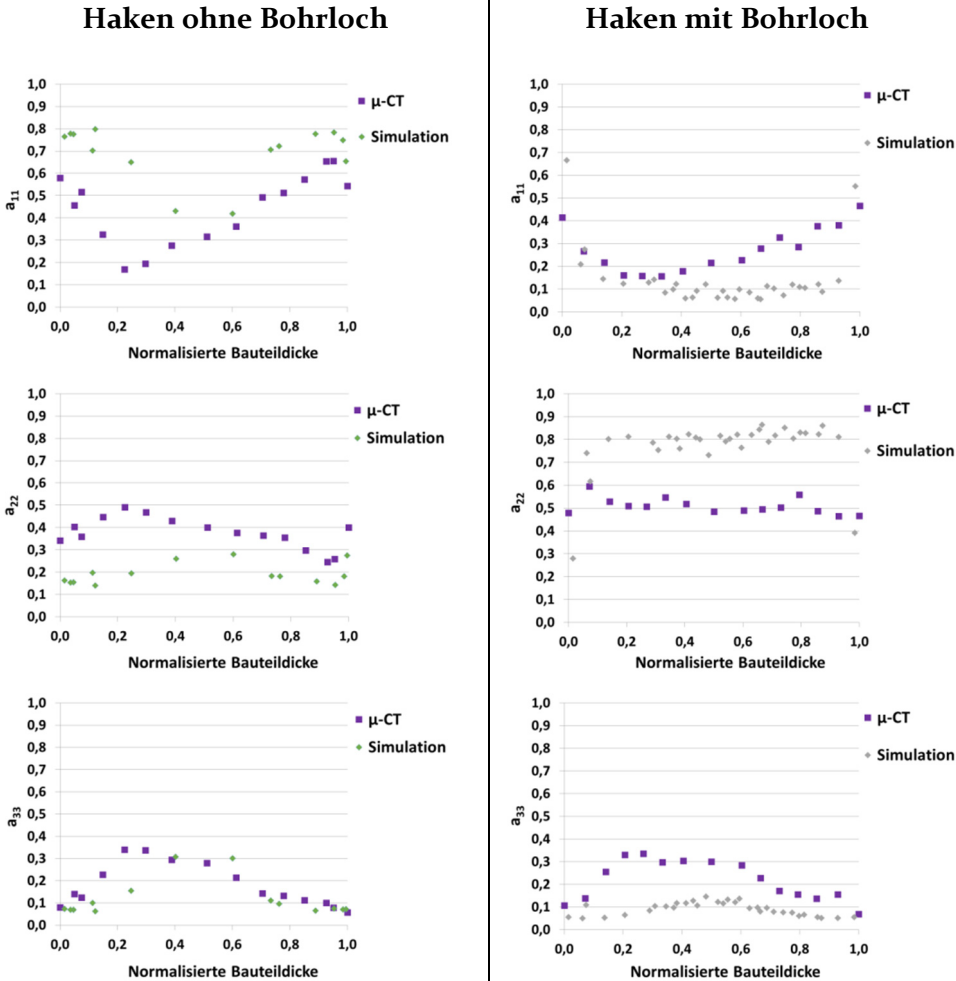 Haken ohne Bohrloch
1,0
0,9
0,8
0,7
0,6
0,5
0,4
0,3
0,2
0,1
0,0
a11
0,0 0,2 0,4 0,6 0,8 1,0
Normalisierte Bauteildicke
μ-CT
Simulation
1,0
0,9
0,8
0,7
0,6
0,5
0,4
0,3
0,2
0,1
0,0
a22
0,0 0,2 0,4 0,6 0,8 1,0
Normalisierte Bauteildicke
μ-CT
Simulation
1,0
0,9
0,8
0,7
0,6
0,5
0,4
0,3
0,2
0,1
0,0
a33
0,0 0,2 0,4 0,6 0,8 1,0
Normalisierte Bauteildicke
μ-CT
Simulation
Haken mit Bohrloch
1,0
0,9
0,8
0,7
0,6
0,5
0,4
0,3
0,2
0,1
0,0
a11
0,0 0,2 0,4 0,6 0,8 1,0
Normalisierte Bauteildicke
μ-CT
Simulation
1,0
0,9
0,8
0,7
0,6
0,5
0,4
0,3
0,2
0,1
0,0
a22
0,0 0,2 0,4 0,6 0,8 1,0
Normalisierte Bauteildicke
μ-CT
Simulation
1,0
0,9
0,8
0,7
0,6
0,5
0,4
0,3
0,2
0,1
0,0
a33
0,0 0,2 0,4 0,6 0,8 1,0
Normalisierte Bauteildicke
μ-CT
Simulation